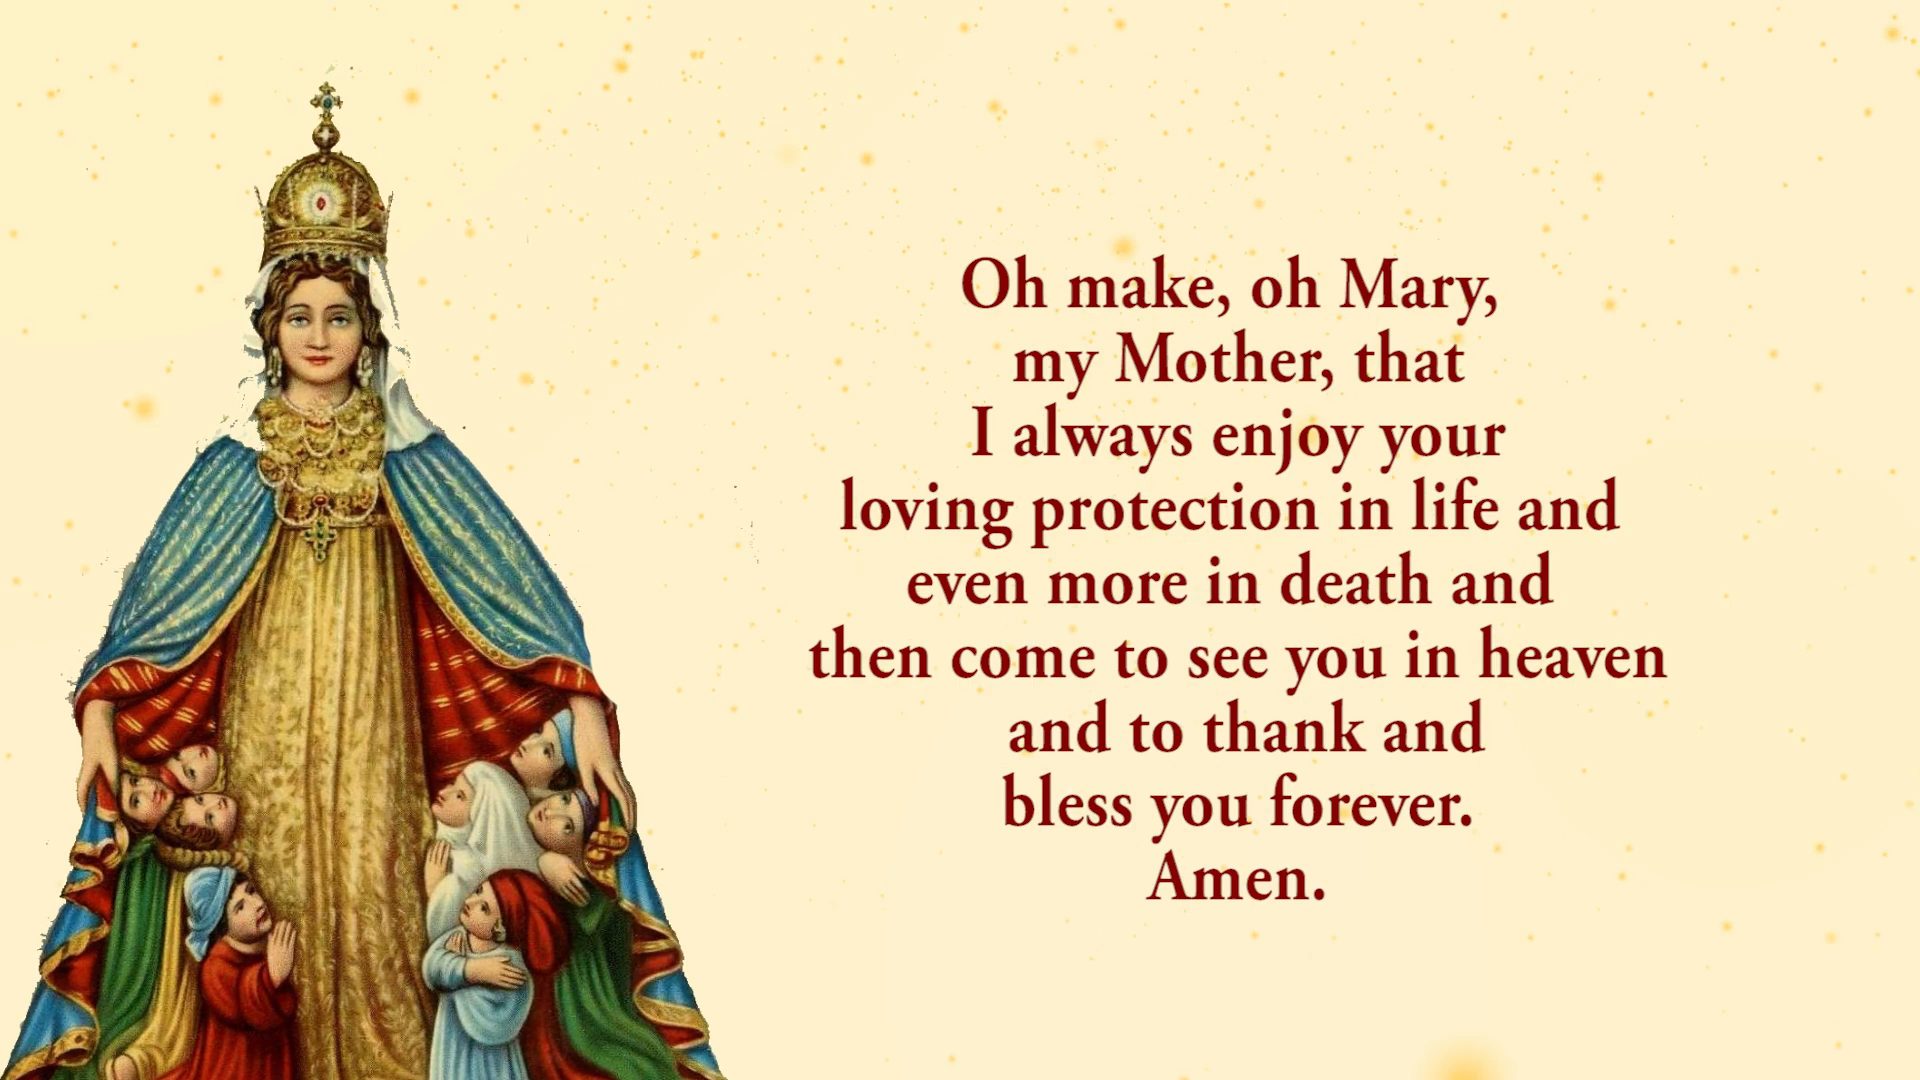 Oh make, oh Mary,
my Mother, that
I always enjoy your
loving protection in life and
even more in death and
then come to see you in heaven
and to thank and
bless you forever.
Amen.